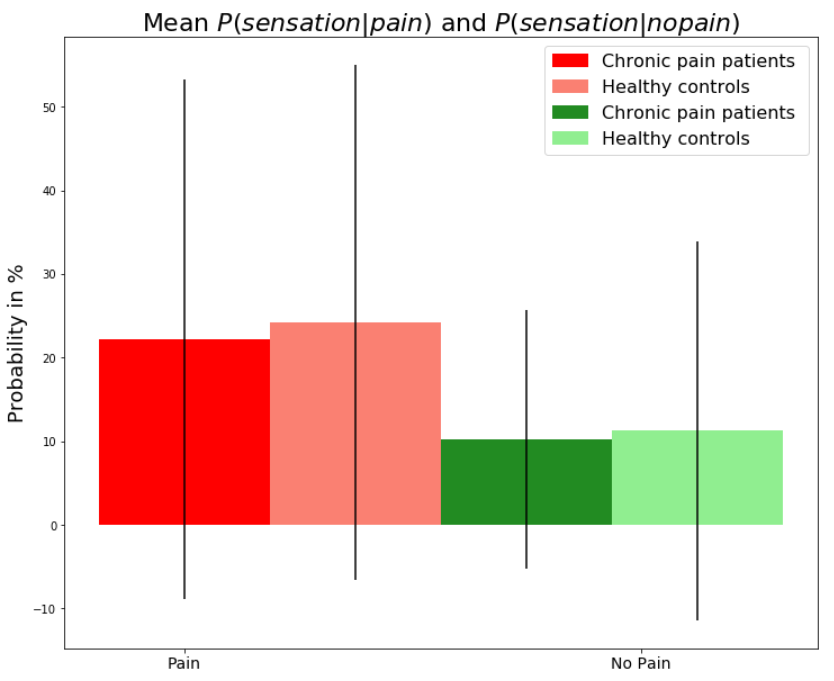 Mean P(sensation|pain) and P(sensation|nopain)
Chronic pain patients
Healthy controls
Chronic pain patients
Healthy controls
Probability in %
50
40
30
20
10
0
−10
Pain
No Pain